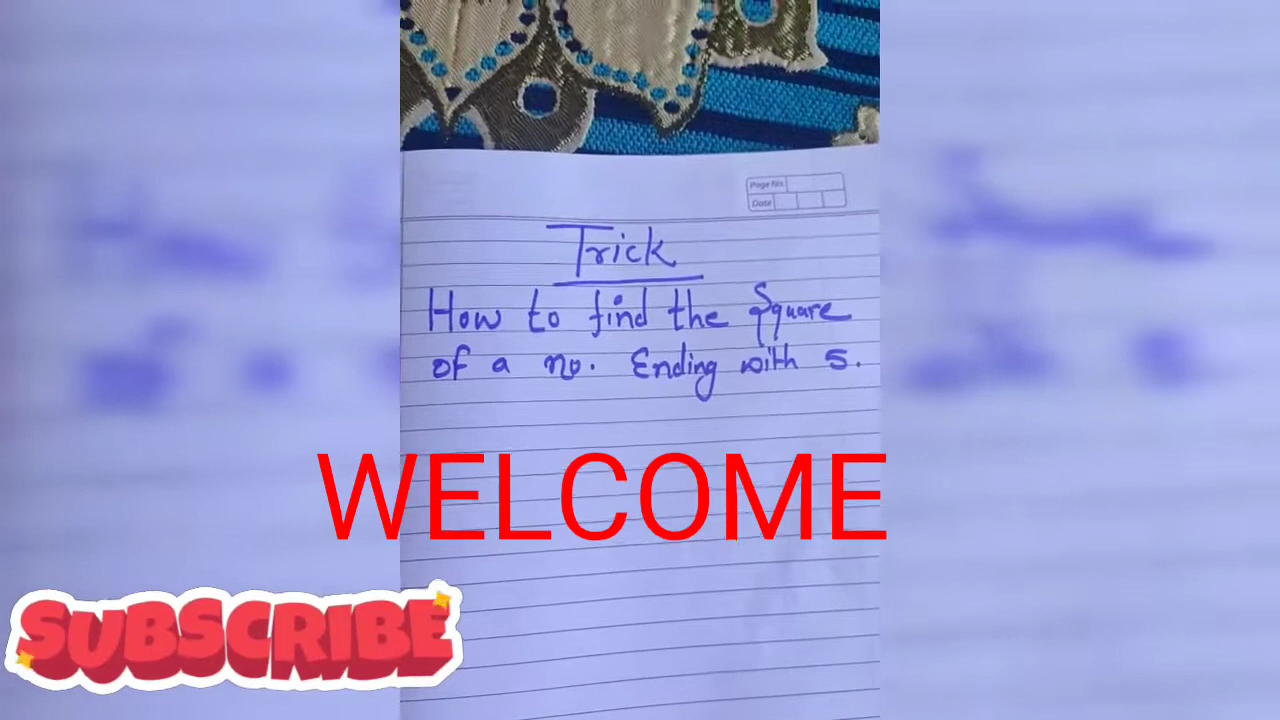 Page No.
Date
Trick
How to find the Square
of a no. Ending with 5.
WELCOME
SUBSCRIBE